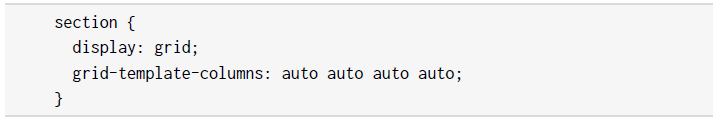 section {
  display: grid;
  grid-template-columns: auto auto auto auto;
}